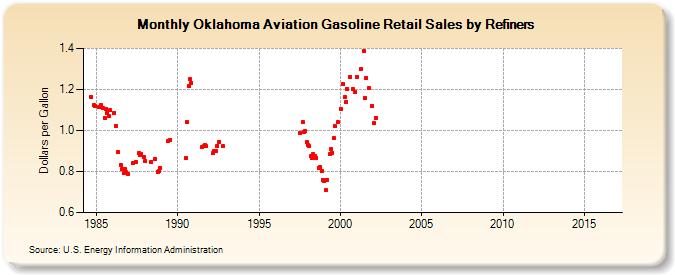 Monthly Oklahoma Aviation Gasoline Retail Sales by Refiners
Dollars per Gallon
1.4
1.2
1.0
0.8
0.6
1985 1990 1995 2000 2005 2010 2015
Source: U.S. Energy Information Administration